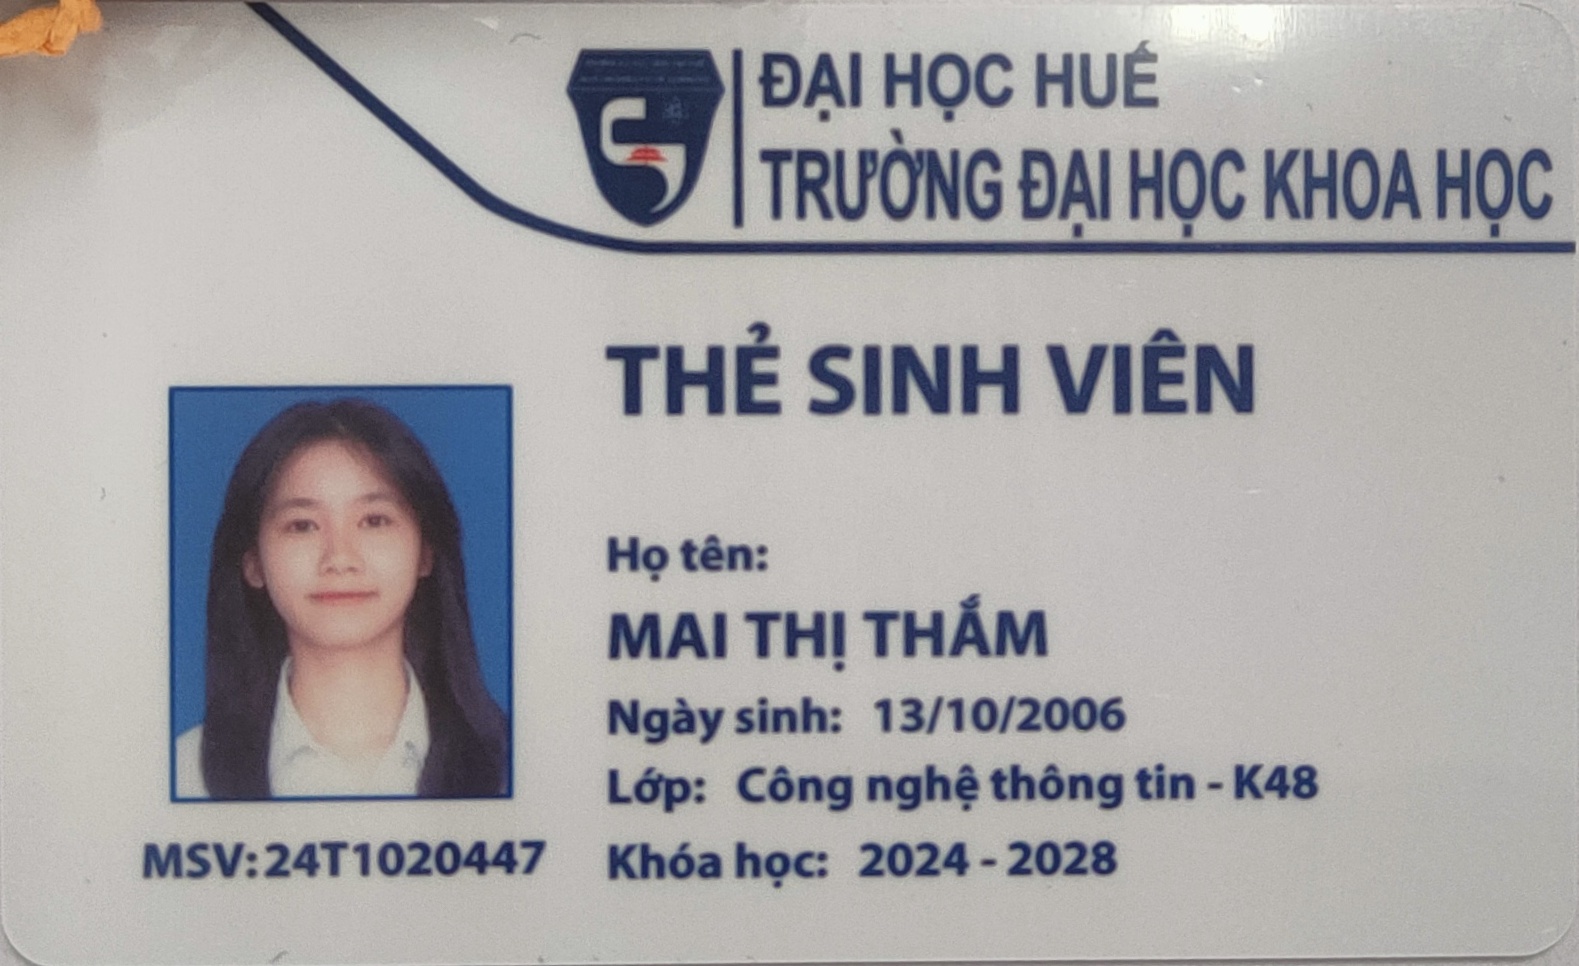 ĐẠI HỌC HUẾ
TRƯỜNG ĐẠI HỌC KHOA HỌC
THẺ SINH VIÊN
Họ tên:
MAI THỊ THẮM
Ngày sinh: 13/10/2006
Lớp: Công nghệ thông tin - K48
MSV:24T1020447
Khóa học: 2024 - 2028